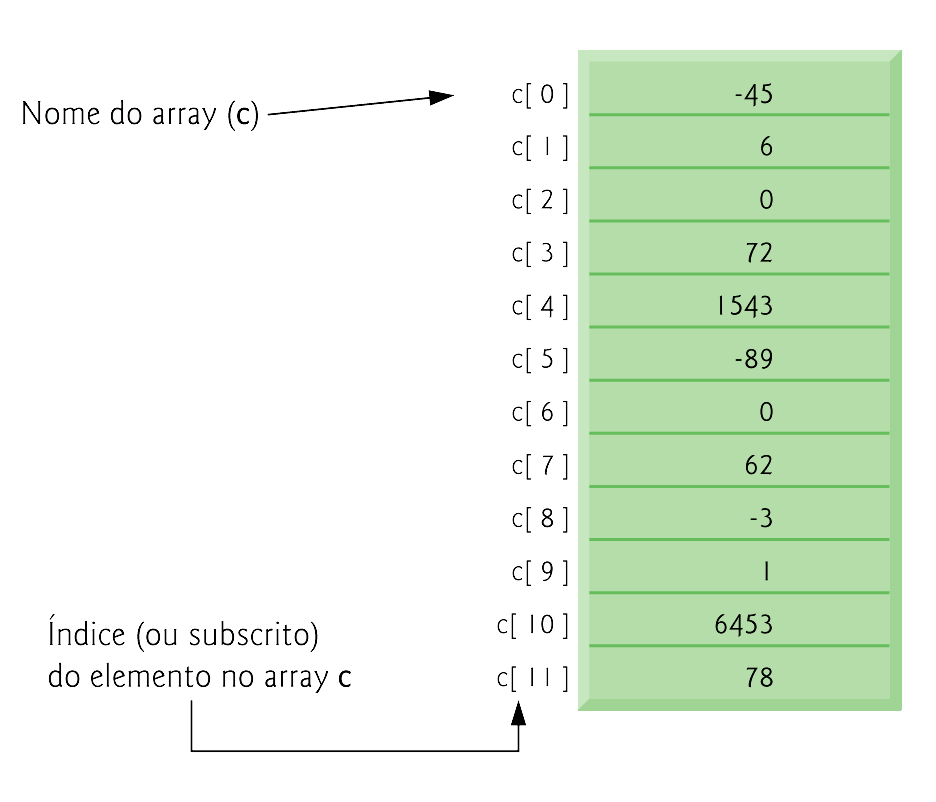 Nome do array (c)
c[ 0 ] -45
c[ 1 ] 6
c[ 2 ] 0
c[ 3 ] 72
c[ 4 ] 1543
c[ 5 ] -89
c[ 6 ] 0
c[ 7 ] 62
c[ 8 ] -3
c[ 9 ] 1
c[ 10 ] 6453
c[ 11 ] 78
Índice (ou subscrito)
do elemento no array c